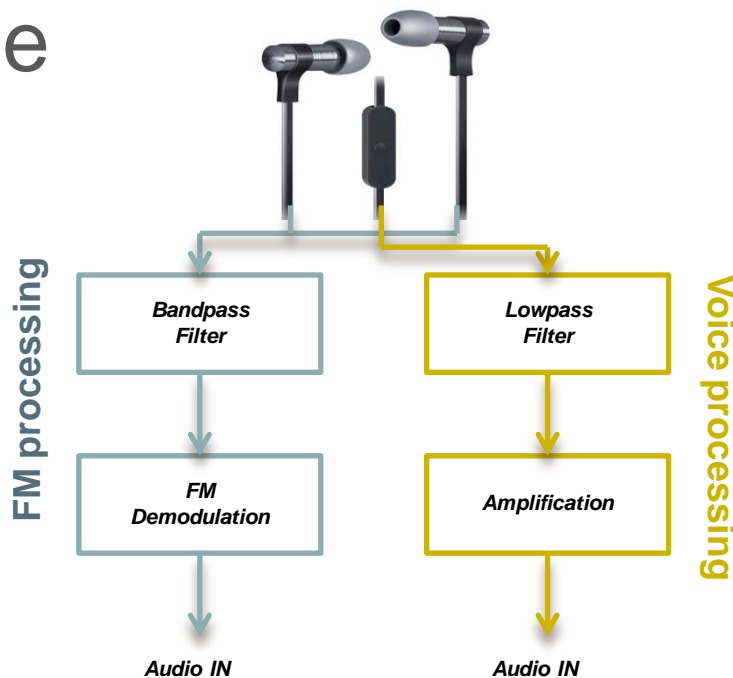 e
FM processing
Bandpass
Filter
FM
Demodulation
Audio IN
Lowpass
Filter
Amplification
Audio IN
Voice processing